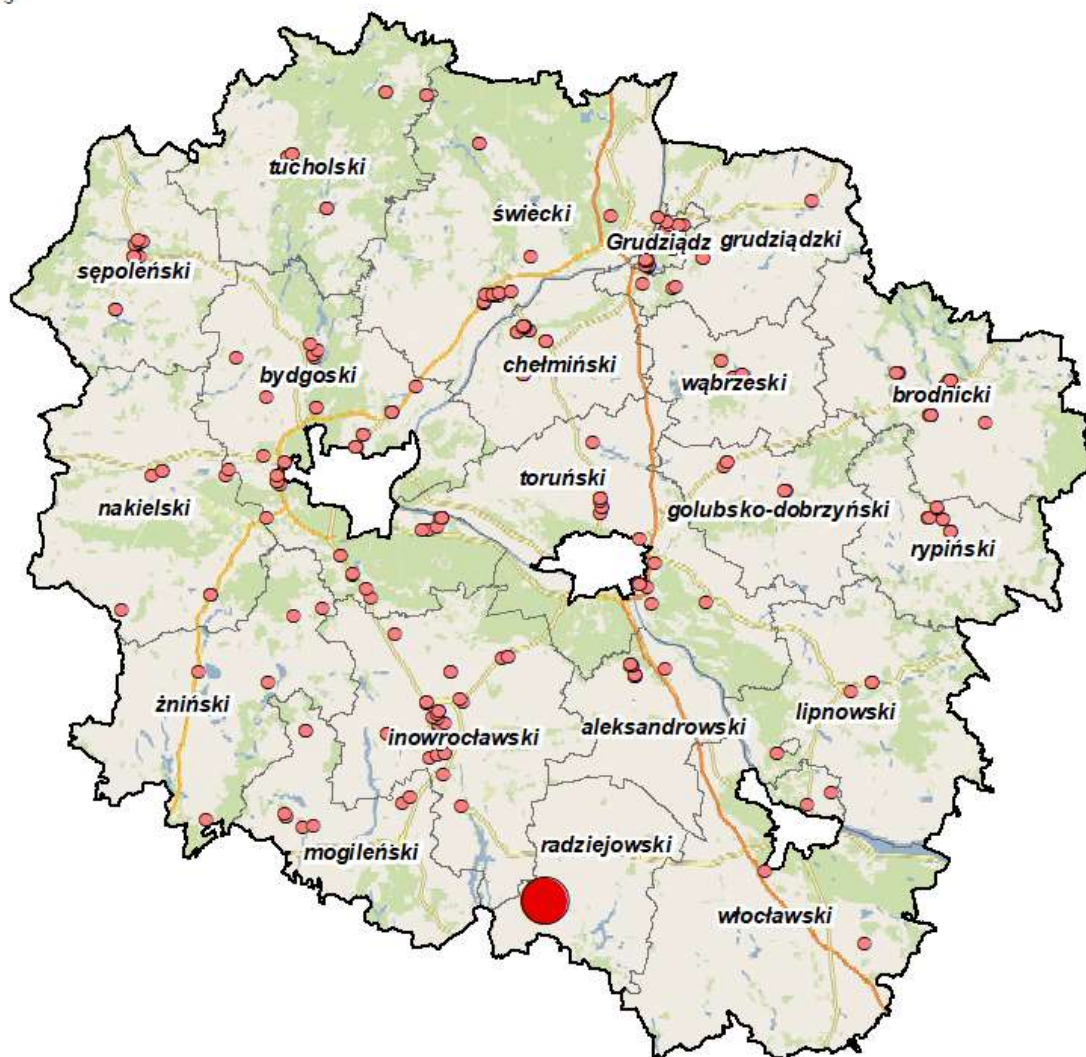 tucholski
świecki
Grudziądz
grudziądzki
sępoleński
bydgoski
chełmiński
wąbrzeski
brodnicki
nakielski
toruński
golubsko-dobrzyński
rypiński
żniński
inowrocławski
aleksandrowski
lipnowski
mogileński
radziejowski
włocławski